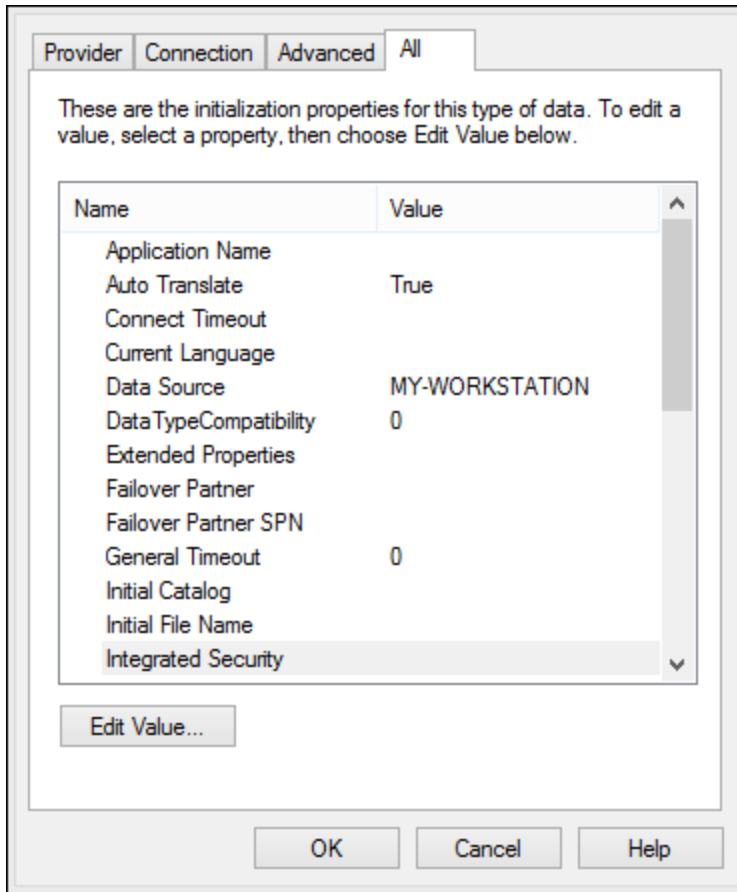 Provider Connection Advanced All
These are the initialization properties for this type of data. To edit a
value, select a property, then choose Edit Value below.
Name Value
Application Name
Auto Translate True
Connect Timeout
Current Language
Data Source MY-WORKSTATION
DataTypeCompatibility 0
Extended Properties
Failover Partner
Failover Partner SPN
General Timeout 0
Initial Catalog
Initial File Name
Integrated Security
Edit Value...
OK Cancel Help